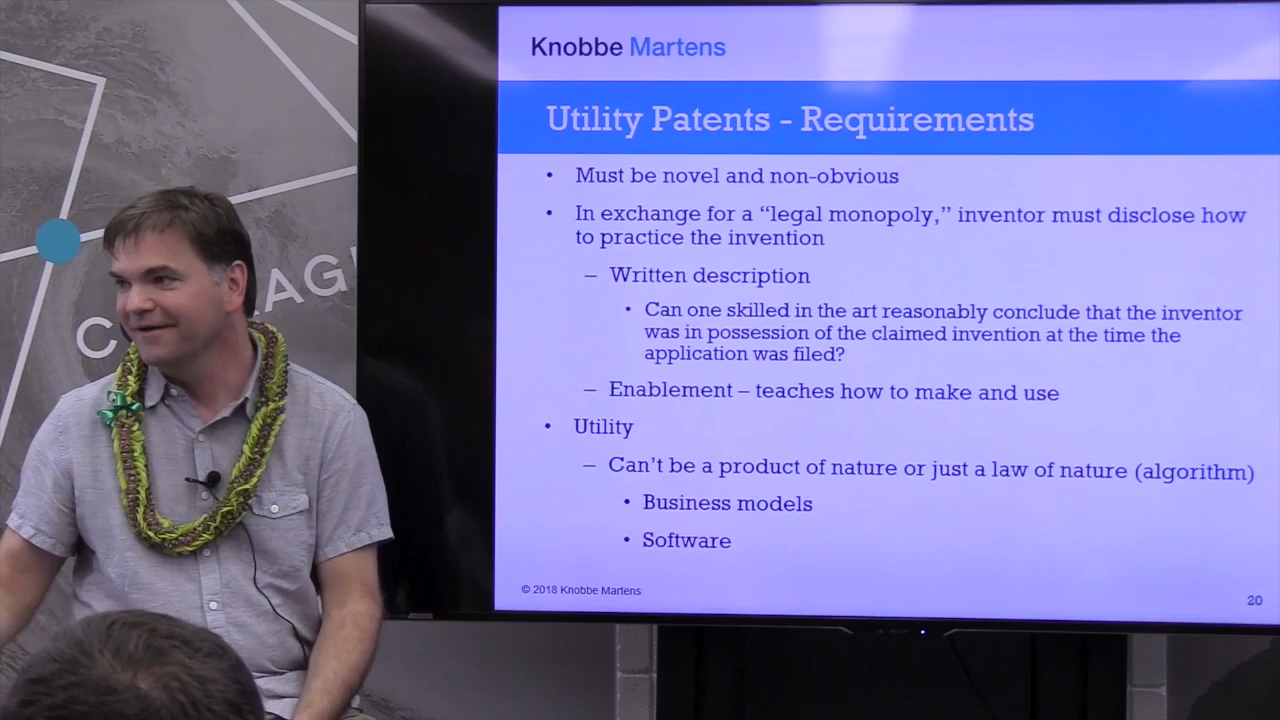 Knobbe Martens
Utility Patents - Requirements
• Must be novel and non-obvious
• In exchange for a “legal monopoly,” inventor must disclose how
to practice the invention
– Written description
• Can one skilled in the art reasonably conclude that the inventor
was in possession of the claimed invention at the time the
application was filed?
– Enablement – teaches how to make and use
• Utility
– Can’t be a product of nature or just a law of nature (algorithm)
• Business models
• Software
© 2018 Knobbe Martens
20